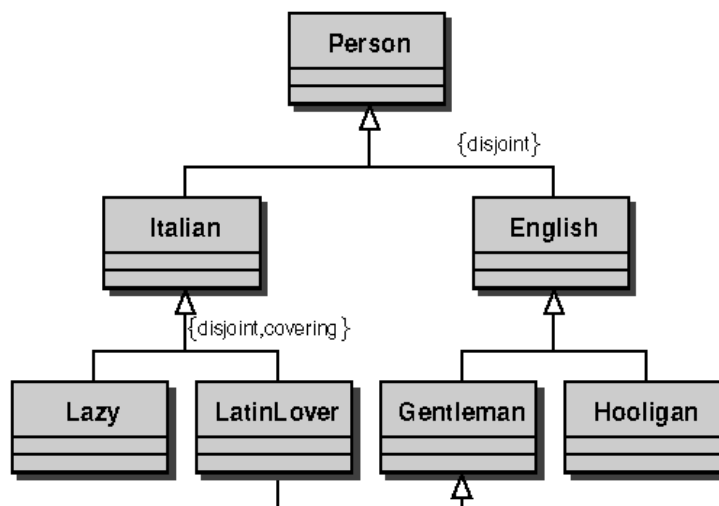 Person
{disjoint}
Italian
English
{disjoint,covering}
Lazy
LatinLover
Gentleman
Hooligan